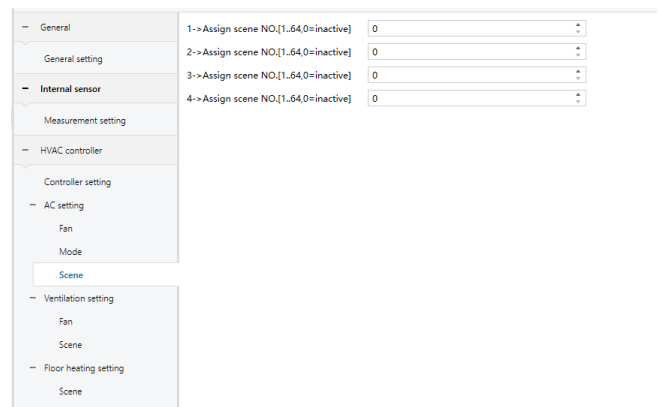 − General
General setting
− Internal sensor
Measurement setting
− HVAC controller
Controller setting
− AC setting
Fan
Mode
Scene
− Ventilation setting
Fan
Scene
− Floor heating setting
Scene
1->Assign scene NO.[1..64,0=inactive] 0
2->Assign scene NO.[1..64,0=inactive] 0
3->Assign scene NO.[1..64,0=inactive] 0
4->Assign scene NO.[1..64,0=inactive] 0